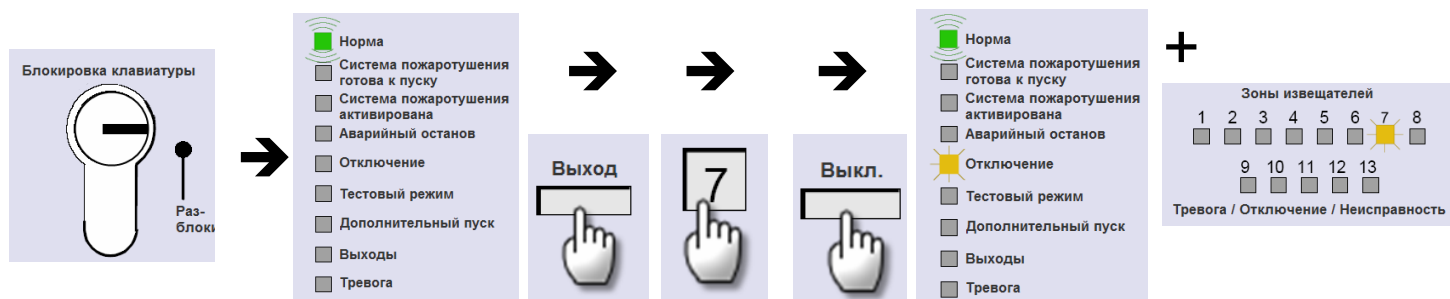 Блокировка клавиатуры
Раз-
блоки
Норма
Система пожаротушения
готова к пуску
Система пожаротушения
активирована
Аварийный останов
Отключение
Тестовый режим
Дополнительный пуск
Выходы
Тревога
Выход
7
Выкл.
Норма
Система пожаротушения
готова к пуску
Система пожаротушения
активирована
Аварийный останов
Отключение
Тестовый режим
Дополнительный пуск
Выходы
Тревога
+
Зоны извещателей
1 2 3 4 5 6 7 8
9 10 11 12 13
Тревога / Отключение / Неисправность